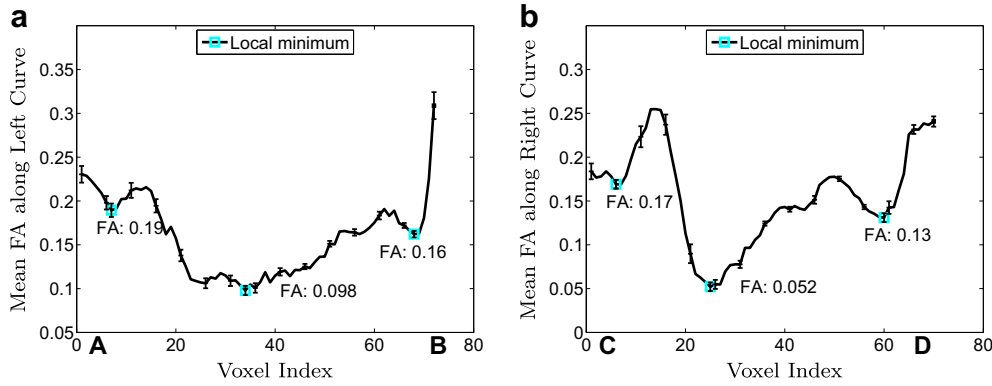 a
Local minimum
Mean FA along Left Curve
0.35
0.3
0.25
0.2
0.15
0.1
0.05
FA: 0.19
FA: 0.098
FA: 0.16
0 20 40 60 80
A B
Voxel Index
b
Local minimum
Mean FA along Right Curve
0.3
0.25
0.2
0.15
0.1
0.05
0
FA: 0.17
FA: 0.052
FA: 0.13
0 20 40 60 80
C D
Voxel Index